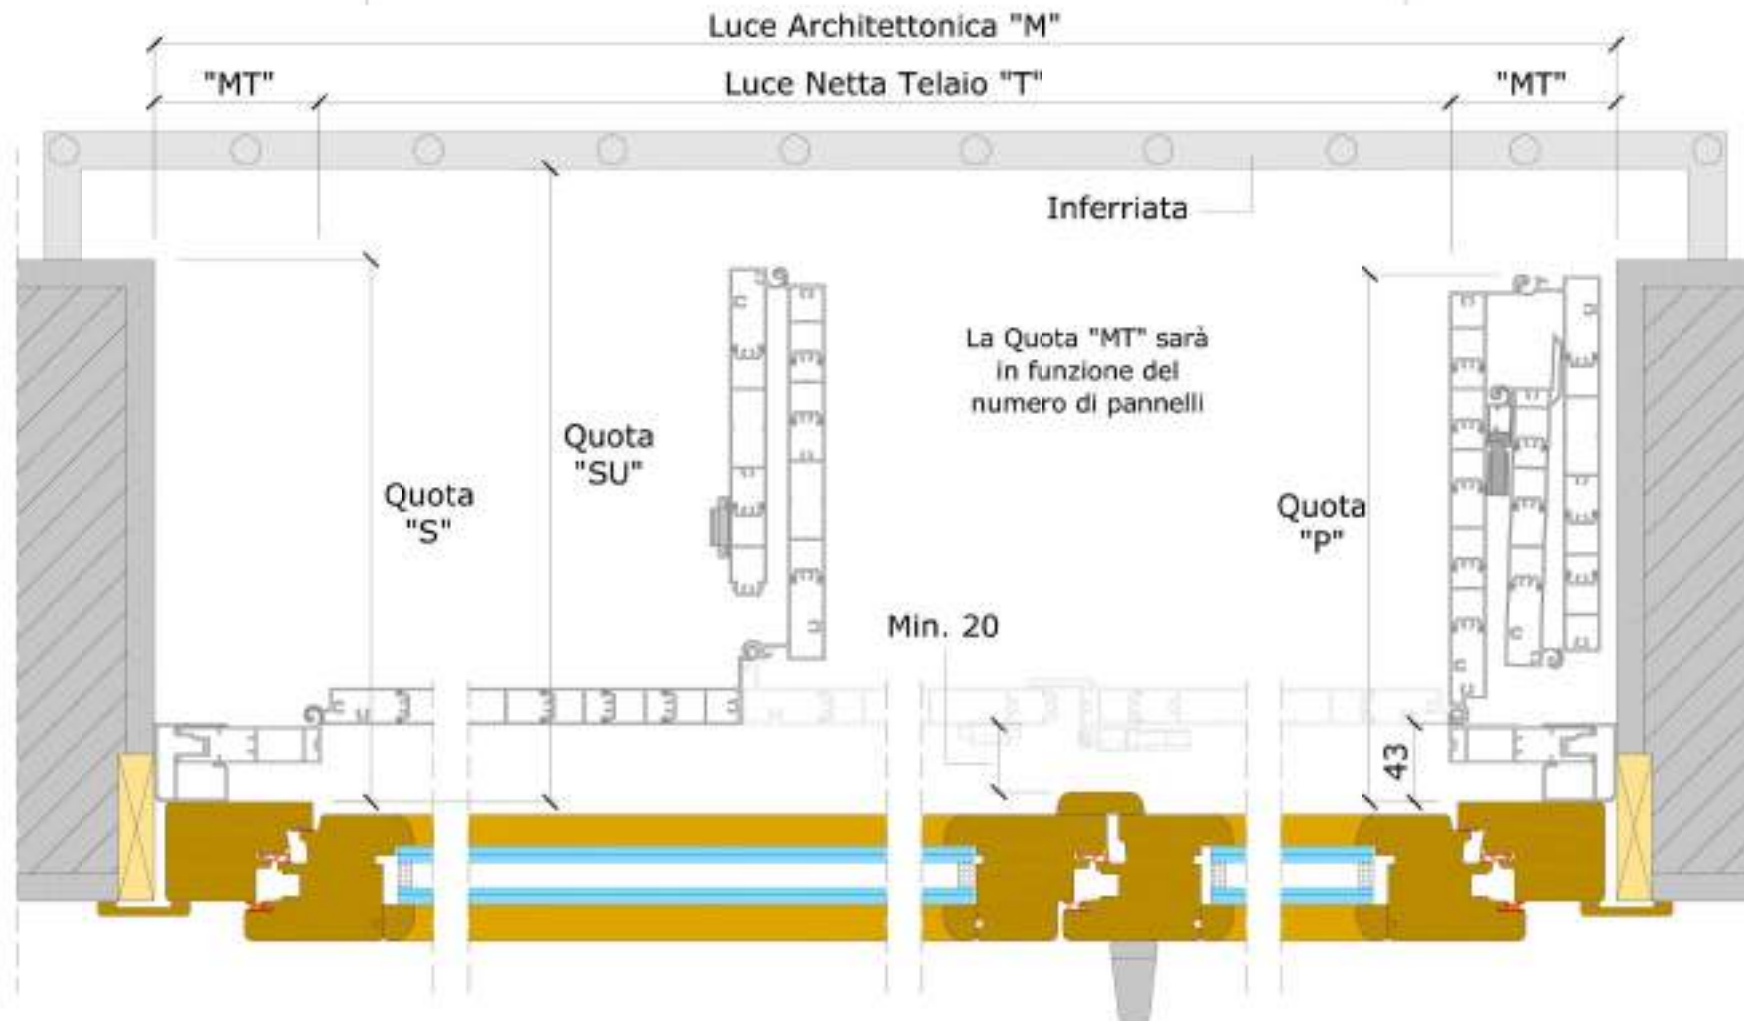 Luce Architettonica "M"
"MT"
Luce Netta Telaio "T"
"MT"
Inferriata
La Quota "MT" sarà
in funzione del
numero di pannelli
Quota
"SU"
Quota
"S"
Quota
"P"
Min. 20
43